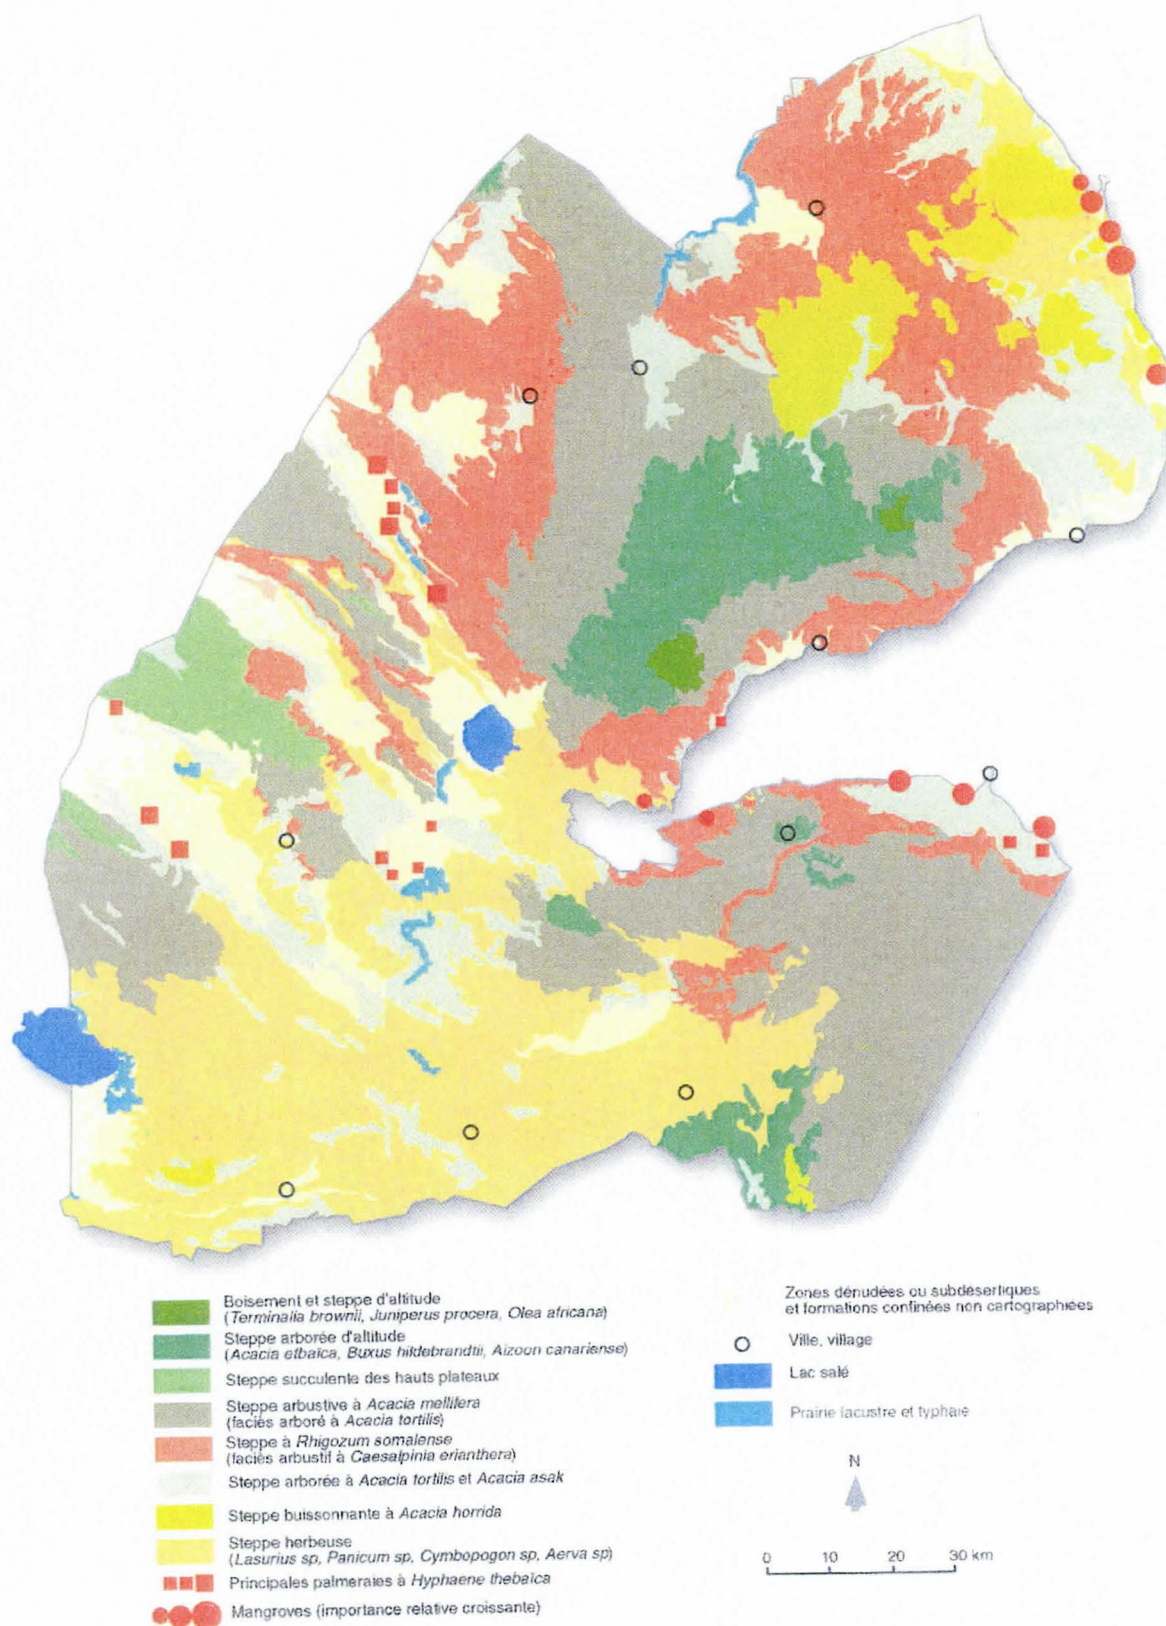 Boisement et steppe d'altitude
(Terminalia brownii, Juniperus procera, Olea africana)
Steppe arborée d'altitude
(Acacia etbaïca, Buxus hildebrandtii, Aizoon canariense)
Steppe succulente des hauts plateaux
Steppe arbustive à Acacia mellifera
(faciès arboré à Acacia tortilis)
Steppe à Rhigozum somalense
(faciès arbustif à Caesalpinia erianthera)
Steppe arborée à Acacia tortilis et Acacia asak
Steppe buissonnante à Acacia horrida
Steppe herbeuse
(Lasurius sp, Panicum sp, Cymbopogon sp, Aerva sp)
Principales palmeraies à Hyphaene thebaïca
Mangroves (importance relative croissante)
Zones dénudées ou subdésertiques
et formations confinées non cartographiées
Ville, village
Lac salé
Prairie lacustre et typhaie
N
0 10 20 30 km